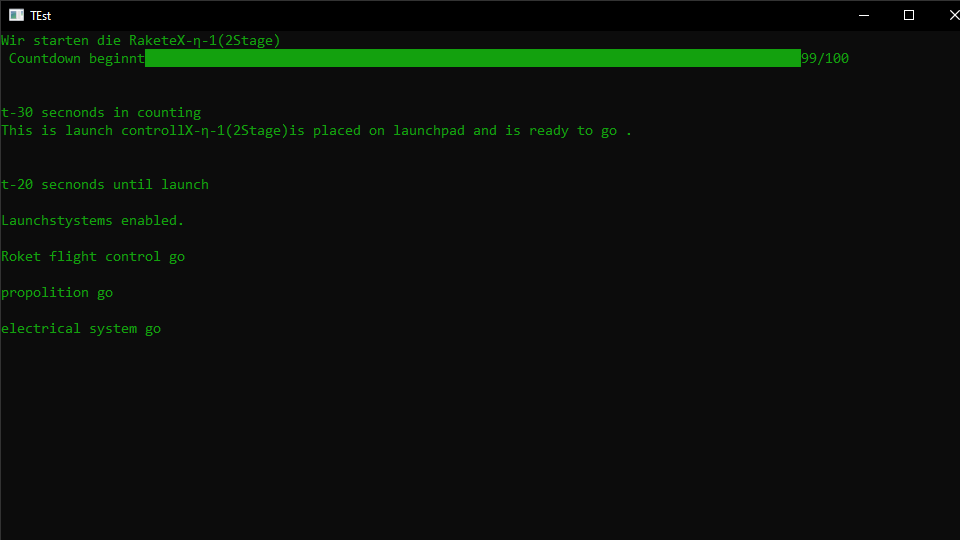 TEst
Wir starten die RaketeX-η-1(2Stage)
Countdown beginnt 99/100
t-30 secnonds in counting
This is launch controllX-η-1(2Stage)is placed on launchpad and is ready to go .
t-20 secnonds until launch
Launchstystems enabled.
Roket flight control go
propolition go
electrical system go